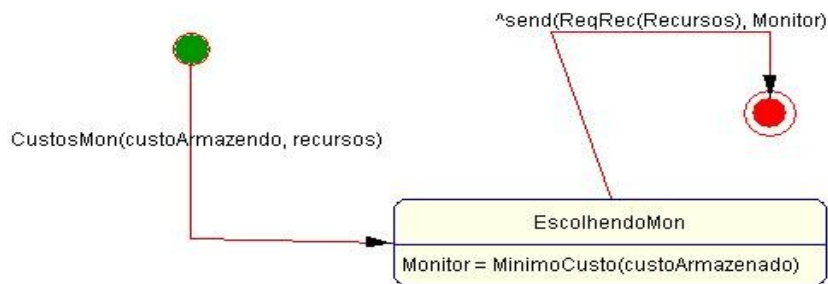 ^send(ReqRec(Recursos), Monitor)
CustosMon(custoArmazendo, recursos)
EscolhendoMon
Monitor = MinimoCusto(custoArmazenado)